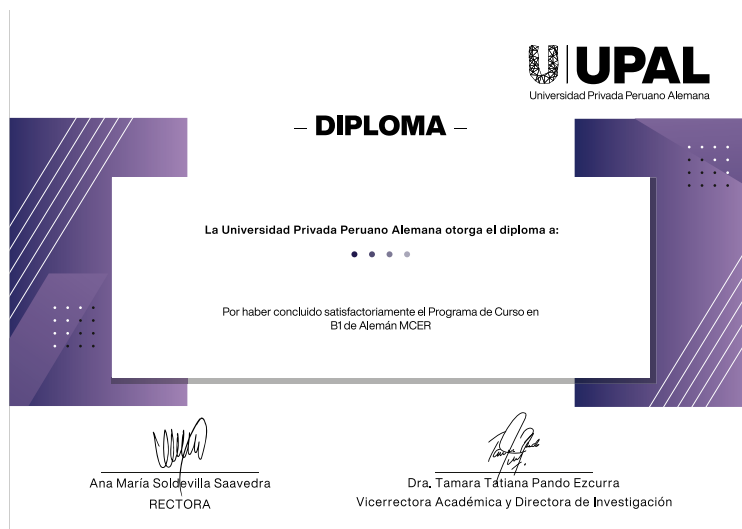 UPAL
Universidad Privada Peruano Alemana
– DIPLOMA –
La Universidad Privada Peruano Alemana otorga el diploma a:
Por haber concluido satisfactoriamente el Programa de Curso en
B1 de Alemán MCER
Ana María Soldevilla Saavedra
RECTORA
Dra. Tamara Tatiana Pando Ezcurra
Vicerrectora Académica y Directora de Investigación